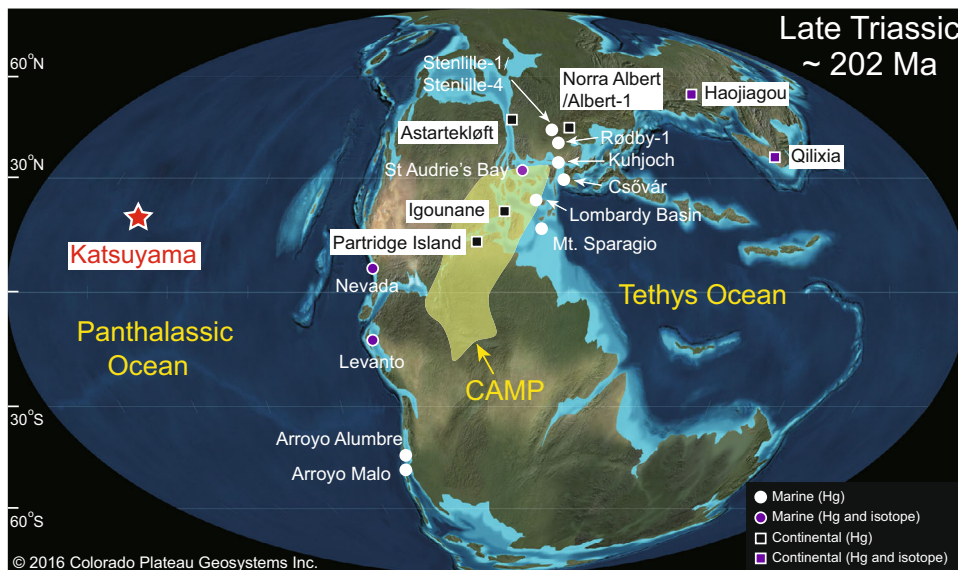 Late Triassic
~ 202 Ma
60°N
Stenlille-1/
Stenlille-4
Norra Albert
/Albert-1
Haojiagou
Astartekløft
Rødby-1
Kuhjoch
Qilixia
30°N
St Audrie's Bay
Csővár
Igounane
Lombardy Basin
Katsuyama
Partridge Island
Mt. Sparagio
Nevada
Tethys Ocean
Panthalassic
Ocean
Levanto
CAMP
30°S
Arroyo Alumbre
Arroyo Malo
60°S
Marine (Hg)
Marine (Hg and isotope)
Continental (Hg)
Continental (Hg and isotope)
© 2016 Colorado Plateau Geosystems Inc.